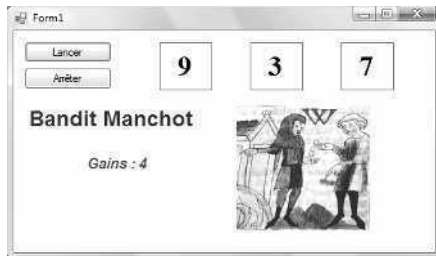 Form1
Lancer
9 3 7
Arrêter
Bandit Manchot
Gains : 4